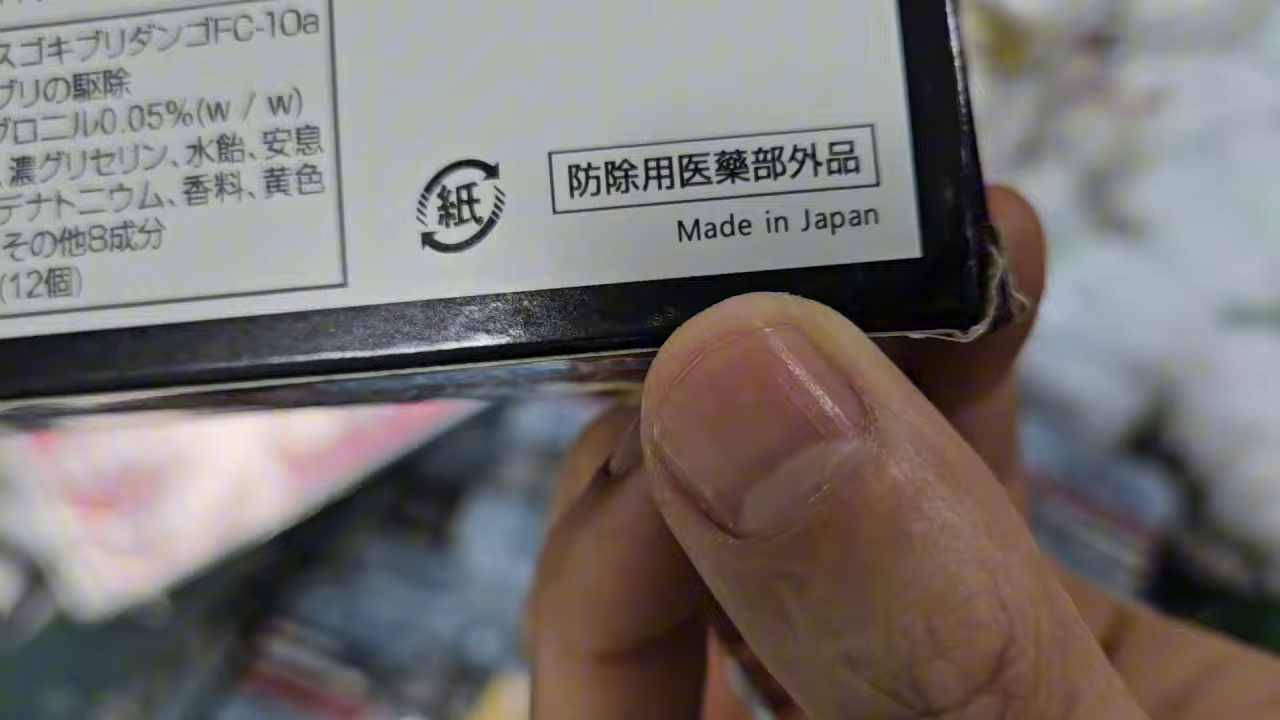 スゴキブリダンゴFC-10a
ブリの駆除
プロニル0.05%(w / w)
、濃グリセリン、水飴、安息
デナトニウム、香料、黄色
その他8成分
(12個)
紙
防除用医薬部外品
Made in Japan